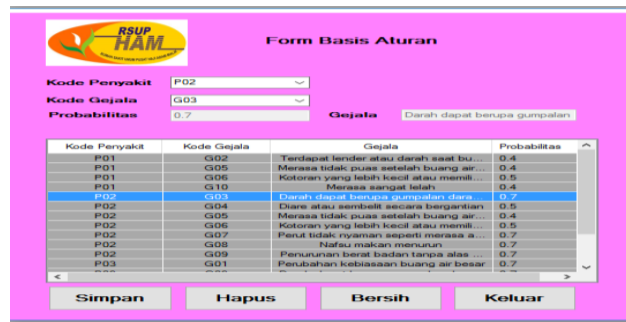 RSUP
HAM
Form Basis Aturan
Kode Penyakit P02
Kode Gejala G03
Probabilitas 0.7 Gejala Darah dapat berupa gumpalan
Kode Penyakit Kode Gejala Gejala Probabilitas
P01 G02 Terdapat lender atau darah saat bu... 0.4
P01 G05 Merasa tidak puas setelah buang air... 0.4
P01 G06 Kotoran yang lebih kecil atau memili... 0.5
P01 G10 Merasa sangat lelah 0.4
P02 G03 Darah dapat berupa gumpalan dara... 0.7
P02 G04 Diare atau sembelit secara bergantian 0.5
P02 G05 Merasa tidak puas setelah buang air... 0.4
P02 G06 Kotoran yang lebih kecil atau memili... 0.5
P02 G07 Perut tidak nyaman seperti merasa a... 0.7
P02 G08 Nafsu makan menurun 0.7
P02 G09 Penurunan berat badan tanpa alas ... 0.7
P03 G01 Perubahan kebiasaan buang air besar 0.7
Simpan Hapus Bersih Keluar